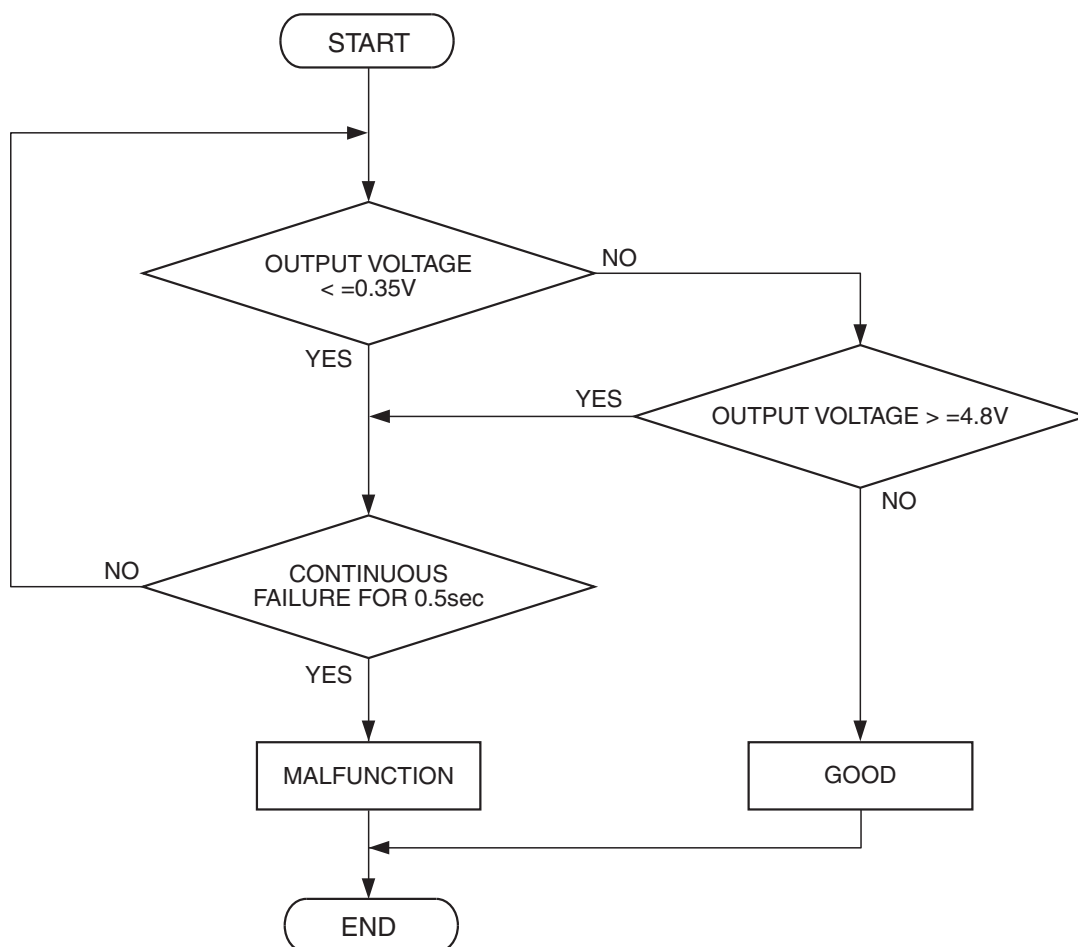 START
OUTPUT VOLTAGE
< =0.35V
NO
YES
YES
OUTPUT VOLTAGE > =4.8V
NO
CONTINUOUS
FAILURE FOR 0.5sec
NO
YES
MALFUNCTION
GOOD
END